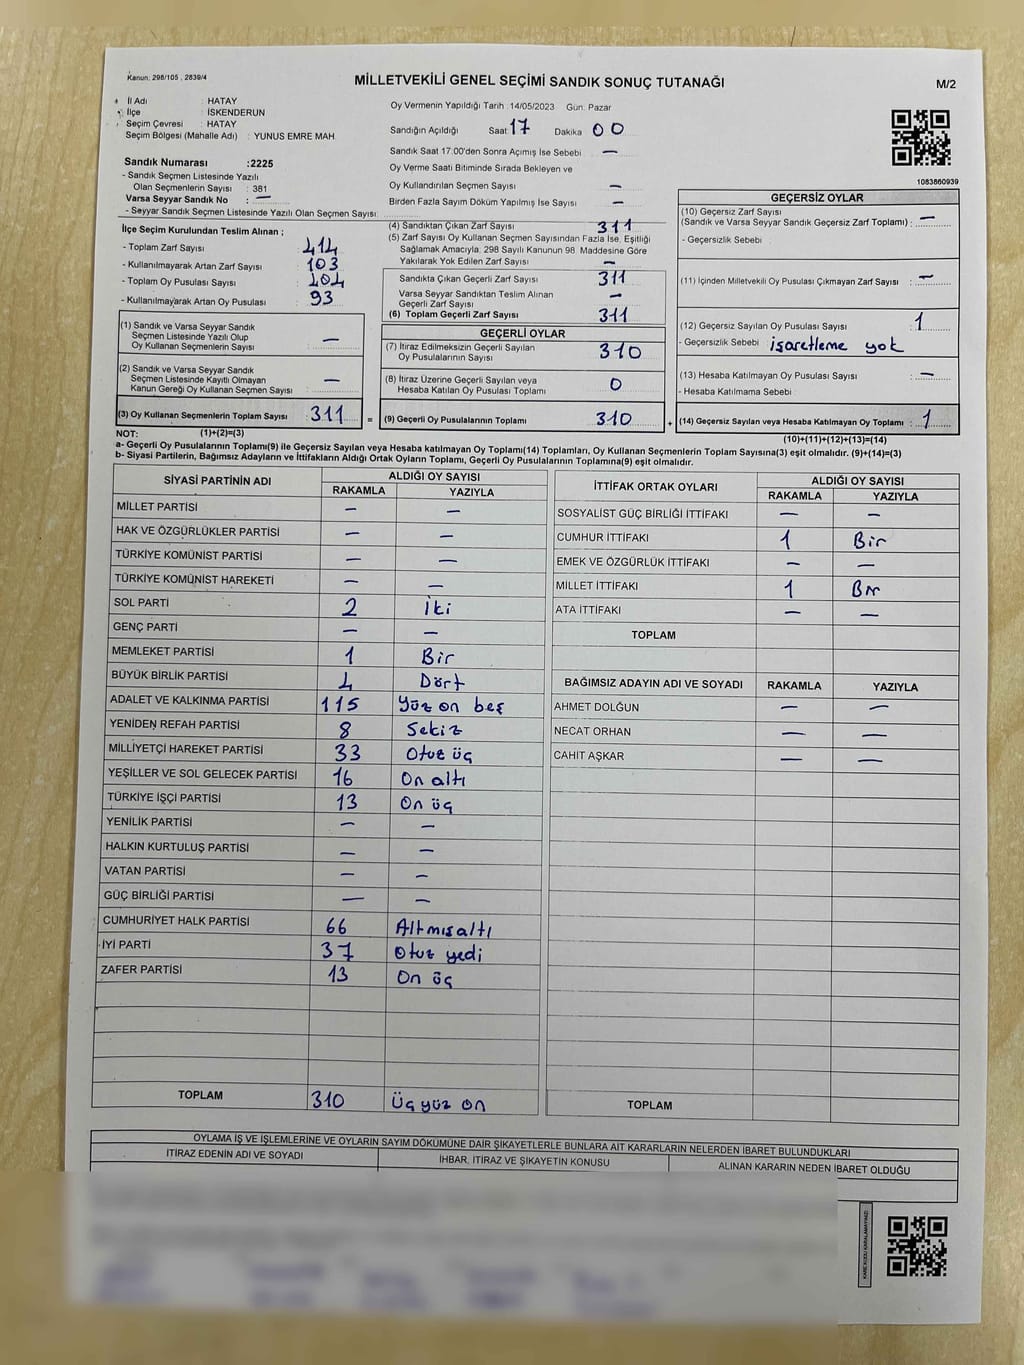 Kanun: 298/105 , 2839/4
MİLLETVEKİLİ GENEL SEÇİMİ SANDIK SONUÇ TUTANAĞI
M/2
İl Adı : HATAY
İlçe : İSKENDERUN
Seçim Çevresi : HATAY
Seçim Bölgesi (Mahalle Adı) : YUNUS EMRE MAH.
Sandık Numarası :2225
- Sandık Seçmen Listesinde Yazılı
Olan Seçmenlerin Sayısı : 381
Varsa Seyyar Sandık No : —
- Seyyar Sandık Seçmen Listesinde Yazılı Olan Seçmen Sayısı:
Oy Vermenin Yapıldığı Tarih :14/05/2023 Gün: Pazar
Sandığın Açıldığı Saat 17 Dakika 00
Sandık Saat 17:00'den Sonra Açımış İse Sebebi —
Oy Verme Saati Bitiminde Sırada Bekleyen ve
Oy Kullandırılan Seçmen Sayısı —
Birden Fazla Sayım Döküm Yapılmış İse Sayısı —
1083860939
İlçe Seçim Kurulundan Teslim Alınan ;
- Toplam Zarf Sayısı : 414
- Kullanılmayarak Artan Zarf Sayısı : 103
- Toplam Oy Pusulası Sayısı : 404
- Kullanılmayarak Artan Oy Pusulası : 93
(1) Sandık ve Varsa Seyyar Sandık
Seçmen Listesinde Yazılı Olup
Oy Kullanan Seçmenlerin Sayısı : —
(2) Sandık ve Varsa Seyyar Sandık
Seçmen Listesinde Kayıtlı Olmayan
Kanun Gereği Oy Kullanan Seçmen Sayısı : —
(3) Oy Kullanan Seçmenlerin Toplam Sayısı : 311
(1)+(2)=(3)
(4) Sandıktan Çıkan Zarf Sayısı 311
(5) Zarf Sayısı Oy Kullanan Seçmen Sayısından Fazla İse, Eşitliği
Sağlamak Amacıyla, 298 Sayılı Kanunun 98. Maddesine Göre
Yakılarak Yok Edilen Zarf Sayısı —
Sandıkta Çıkan Geçerli Zarf Sayısı 311
Varsa Seyyar Sandıktan Teslim Alınan
Geçerli Zarf Sayısı —
(6) Toplam Geçerli Zarf Sayısı 311
GEÇERLİ OYLAR
(7) İtiraz Edilmeksizin Geçerli Sayılan
Oy Pusulalarının Sayısı 310
(8) İtiraz Üzerine Geçerli Sayılan veya
Hesaba Katılan Oy Pusulası Toplamı 0
= (9) Geçerli Oy Pusulalarının Toplamı 310
GEÇERSİZ OYLAR
(10) Geçersiz Zarf Sayısı
(Sandık ve Varsa Seyyar Sandık Geçersiz Zarf Toplamı) : —
- Geçersizlik Sebebi :
(11) İçinden Milletvekili Oy Pusulası Çıkmayan Zarf Sayısı : —
(12) Geçersiz Sayılan Oy Pusulası Sayısı : 1
- Geçersizlik Sebebi : işaretleme yok
(13) Hesaba Katılmayan Oy Pusulası Sayısı : —
- Hesaba Katılmama Sebebi :
+ (14) Geçersiz Sayılan veya Hesaba Katılmayan Oy Toplamı : 1
(10)+(11)+(12)+(13)=(14)
NOT:
a- Geçerli Oy Pusulalarının Toplamı(9) ile Geçersiz Sayılan veya Hesaba katılmayan Oy Toplamı(14) Toplamları, Oy Kullanan Seçmenlerin Toplam Sayısına(3) eşit olmalıdır. (9)+(14)=(3)
b- Siyasi Partilerin, Bağımsız Adayların ve İttifakların Aldığı Ortak Oyların Toplamı, Geçerli Oy Pusulalarının Toplamına(9) eşit olmalıdır.
SİYASİ PARTİNİN ADI ALDIĞI OY SAYISI
RAKAMLA YAZIYLA
MİLLET PARTİSİ — —
HAK VE ÖZGÜRLÜKLER PARTİSİ — —
TÜRKİYE KOMÜNİST PARTİSİ — —
TÜRKİYE KOMÜNİST HAREKETİ — —
SOL PARTİ 2 İki
GENÇ PARTİ — —
MEMLEKET PARTİSİ 1 Bir
BÜYÜK BİRLİK PARTİSİ 4 Dört
ADALET VE KALKINMA PARTİSİ 115 Yüz on beş
YENİDEN REFAH PARTİSİ 8 Sekiz
MİLLİYETÇİ HAREKET PARTİSİ 33 Otuz üç
YEŞİLLER VE SOL GELECEK PARTİSİ 16 On altı
TÜRKİYE İŞÇİ PARTİSİ 13 On üç
YENİLİK PARTİSİ — —
HALKIN KURTULUŞ PARTİSİ — —
VATAN PARTİSİ — —
GÜÇ BİRLİĞİ PARTİSİ — —
CUMHURİYET HALK PARTİSİ 66 Altmışaltı
İYİ PARTİ 37 Otuz yedi
ZAFER PARTİSİ 13 On üç
TOPLAM 310 Üç yüz on
İTTİFAK ORTAK OYLARI ALDIĞI OY SAYISI
RAKAMLA YAZIYLA
SOSYALİST GÜÇ BİRLİĞİ İTTİFAKI — —
CUMHUR İTTİFAKI 1 Bir
EMEK VE ÖZGÜRLÜK İTTİFAKI — —
MİLLET İTTİFAKI 1 Bir
ATA İTTİFAKI — —
TOPLAM
BAĞIMSIZ ADAYIN ADI VE SOYADI RAKAMLA YAZIYLA
AHMET DOLĞUN — —
NECAT ORHAN — —
CAHİT AŞKAR — —
TOPLAM
OYLAMA İŞ VE İŞLEMLERİNE VE OYLARIN SAYIM DÖKÜMÜNE DAİR ŞİKAYETLERLE BUNLARA AİT KARARLARIN NELERDEN İBARET BULUNDUKLARI
İTİRAZ EDENİN ADI VE SOYADI İHBAR, İTİRAZ VE ŞİKAYETİN KONUSU ALINAN KARARIN NEDEN İBARET OLDUĞU
KAREKODU KARALAMAYINIZ!